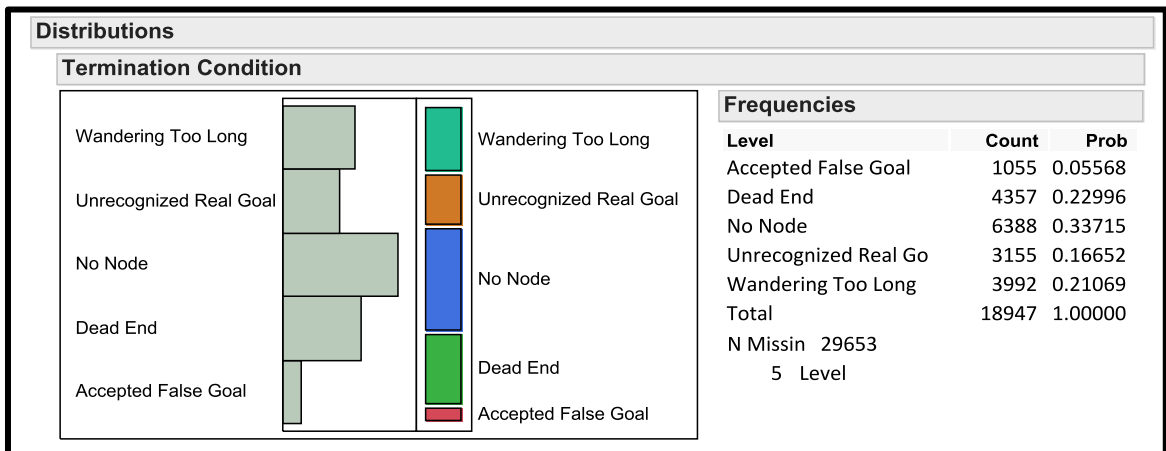 Distributions
Termination Condition
Wandering Too Long
Unrecognized Real Goal
No Node
Dead End
Accepted False Goal
Wandering Too Long
Unrecognized Real Goal
No Node
Dead End
Accepted False Goal
Frequencies
Level Count Prob
Accepted False Goal 1055 0.05568
Dead End 4357 0.22996
No Node 6388 0.33715
Unrecognized Real Go 3155 0.16652
Wandering Too Long 3992 0.21069
Total 18947 1.00000
N Missin 29653
5 Level